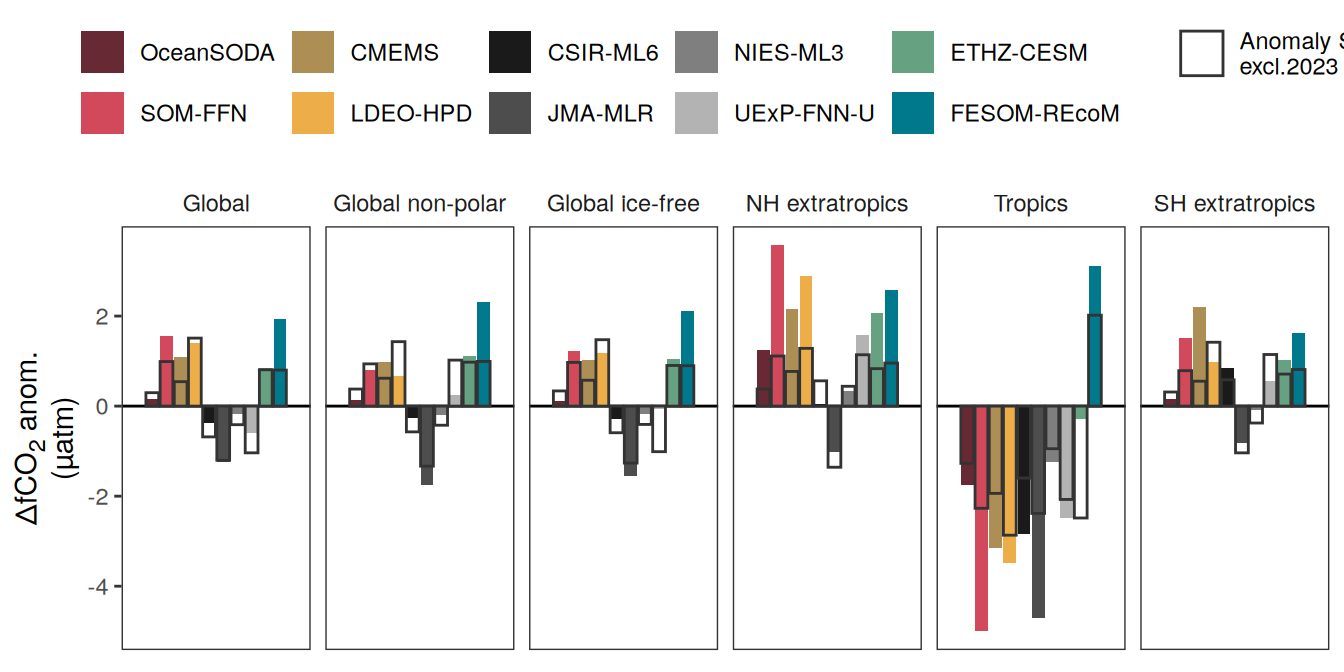 OceanSODA CMEMS CSIR-ML6 NIES-ML3 ETHZ-CESM Anomaly
excl.2023
SOM-FFN LDEO-HPD JMA-MLR UExP-FNN-U FESOM-REcoM
Global Global non-polar Global ice-free NH extratropics Tropics SH extratropics
ΔfCO2 anom.
(µatm)
2
0
-2
-4